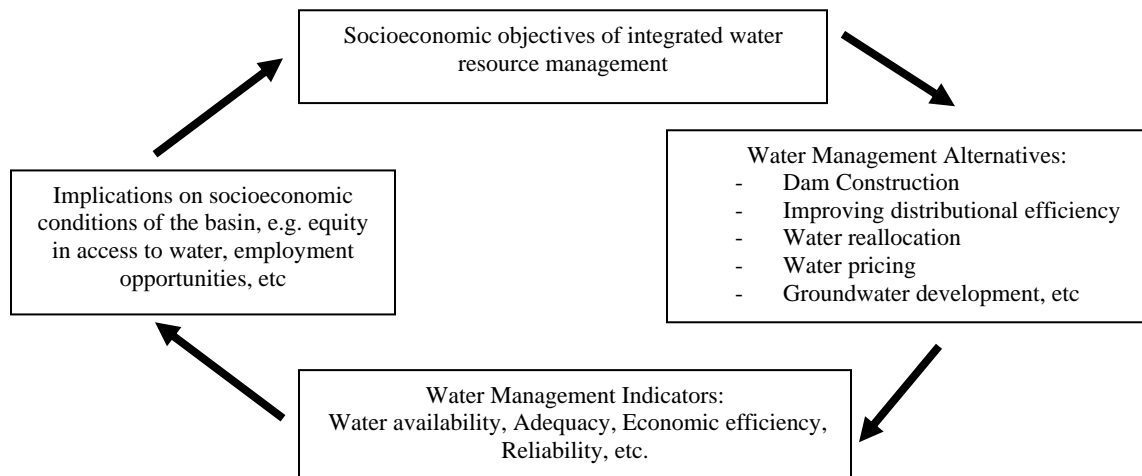 Socioeconomic objectives of integrated water
resource management
Water Management Alternatives:
- Dam Construction
- Improving distributional efficiency
- Water reallocation
- Water pricing
- Groundwater development, etc
Water Management Indicators:
Water availability, Adequacy, Economic efficiency,
Reliability, etc.
Implications on socioeconomic
conditions of the basin, e.g. equity
in access to water, employment
opportunities, etc